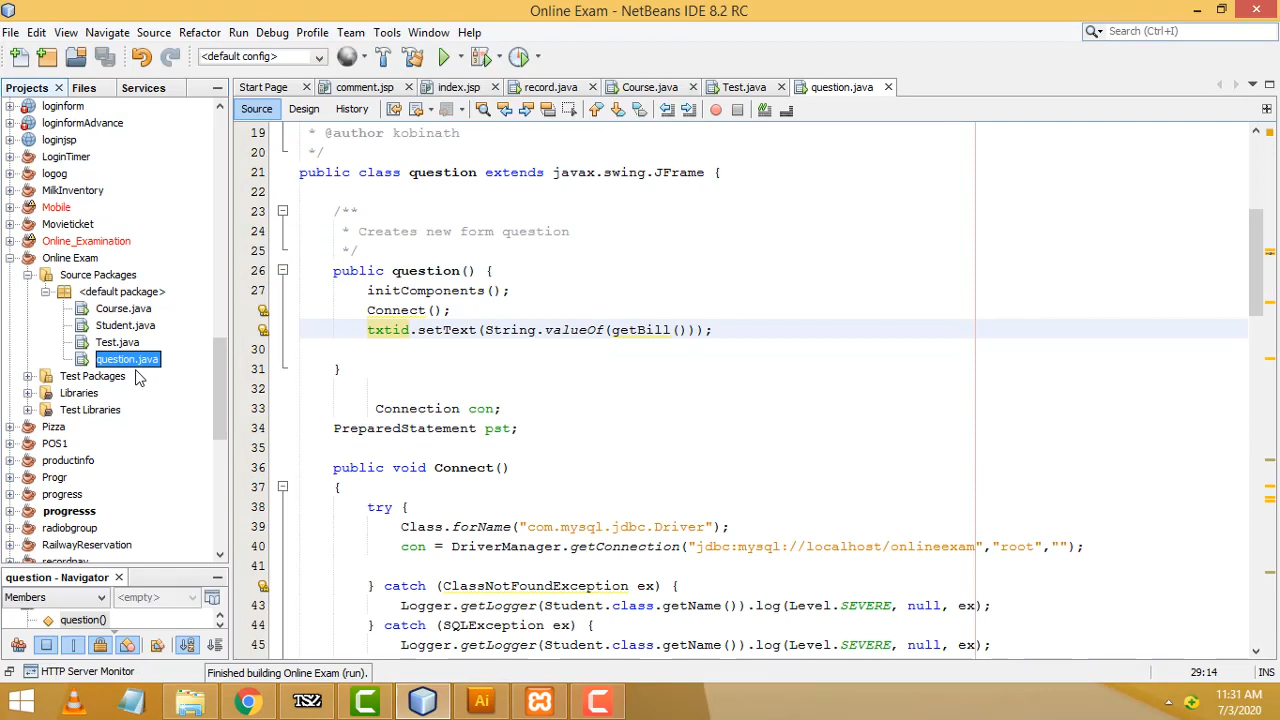 Online Exam - NetBeans IDE 8.2 RC
File Edit View Navigate Source Refactor Run Debug Profile Team Tools Window Help
Search (Ctrl+I)
<default config>
Projects Files Services
Start Page comment.jsp index.jsp record.java Course.java Test.java question.java
Source Design History
loginform
loginformAdvance
loginjsp
LoginTimer
logog
MilkInventory
Mobile
Movieticket
Online_Examination
Online Exam
Source Packages
<default package>
Course.java
Student.java
Test.java
question.java
Test Packages
Libraries
Test Libraries
Pizza
POS1
productinfo
Progr
progress
progresss
radiobgroup
RailwayReservation
question - Navigator
Members <empty>
question()
19 * @author kobinath
20 */
21 public class question extends javax.swing.JFrame {
22
23 /**
24 * Creates new form question
25 */
26 public question() {
27 initComponents();
Connect();
txtid.setText(String.valueOf(getBill()));
30
31 }
32
33 Connection con;
34 PreparedStatement pst;
35
36 public void Connect()
37 {
38 try {
39 Class.forName("com.mysql.jdbc.Driver");
40 con = DriverManager.getConnection("jdbc:mysql://localhost/onlineexam","root","");
41
} catch (ClassNotFoundException ex) {
43 Logger.getLogger(Student.class.getName()).log(Level.SEVERE, null, ex);
44 } catch (SQLException ex) {
45 Logger.getLogger(Student.class.getName()).log(Level.SEVERE, null, ex);
HTTP Server Monitor
Finished building Online Exam (run).
29:14 INS
TSZ
Ai
11:31 AM
7/3/2020